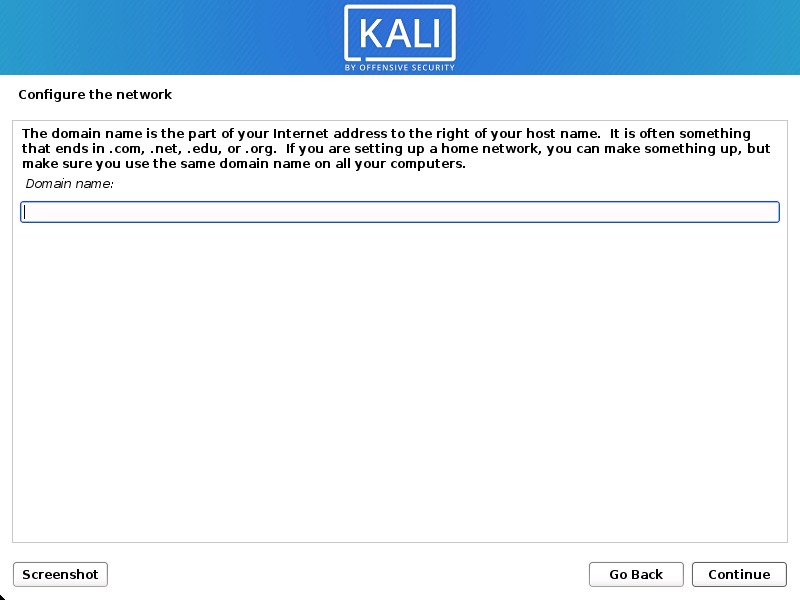 KALI
BY OFFENSIVE SECURITY
Configure the network
The domain name is the part of your Internet address to the right of your host name.  It is often something
that ends in .com, .net, .edu, or .org.  If you are setting up a home network, you can make something up, but
make sure you use the same domain name on all your computers.
Domain name:
Screenshot
Go Back
Continue